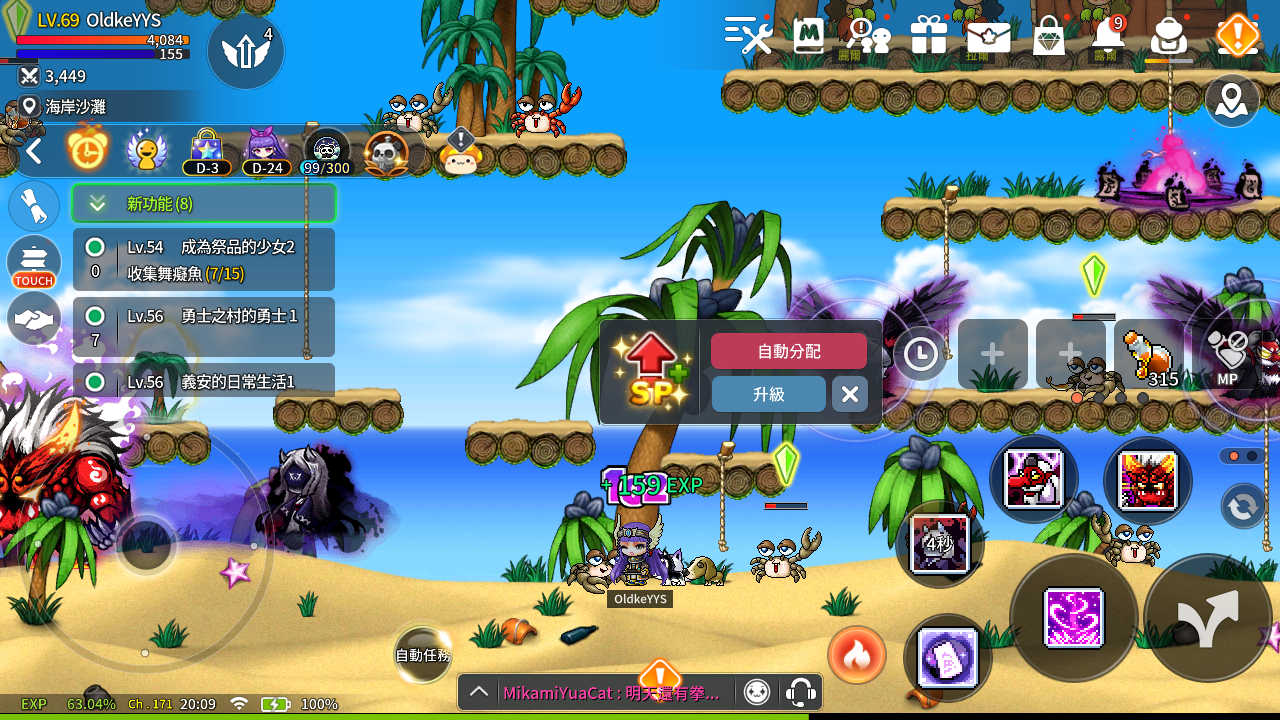 LV.69 OldkeYYS
4,084
155
3,449
海岸沙灘
4
9
D-3
D-24
99/300
新功能 (8)
Lv.54 成為祭品的少女2
0
收集舞癡魚 (7/15)
TOUCH
Lv.56 勇士之村的勇士 1
7
Lv.56 義安的日常生活1
SP
自動分配
升級
315
MP
+ 159 EXP
4秒
OldkeYYS
自動任務
MikamiYuaCat : 明天還有拳...
EXP 63.04% Ch.171 20:09 100%